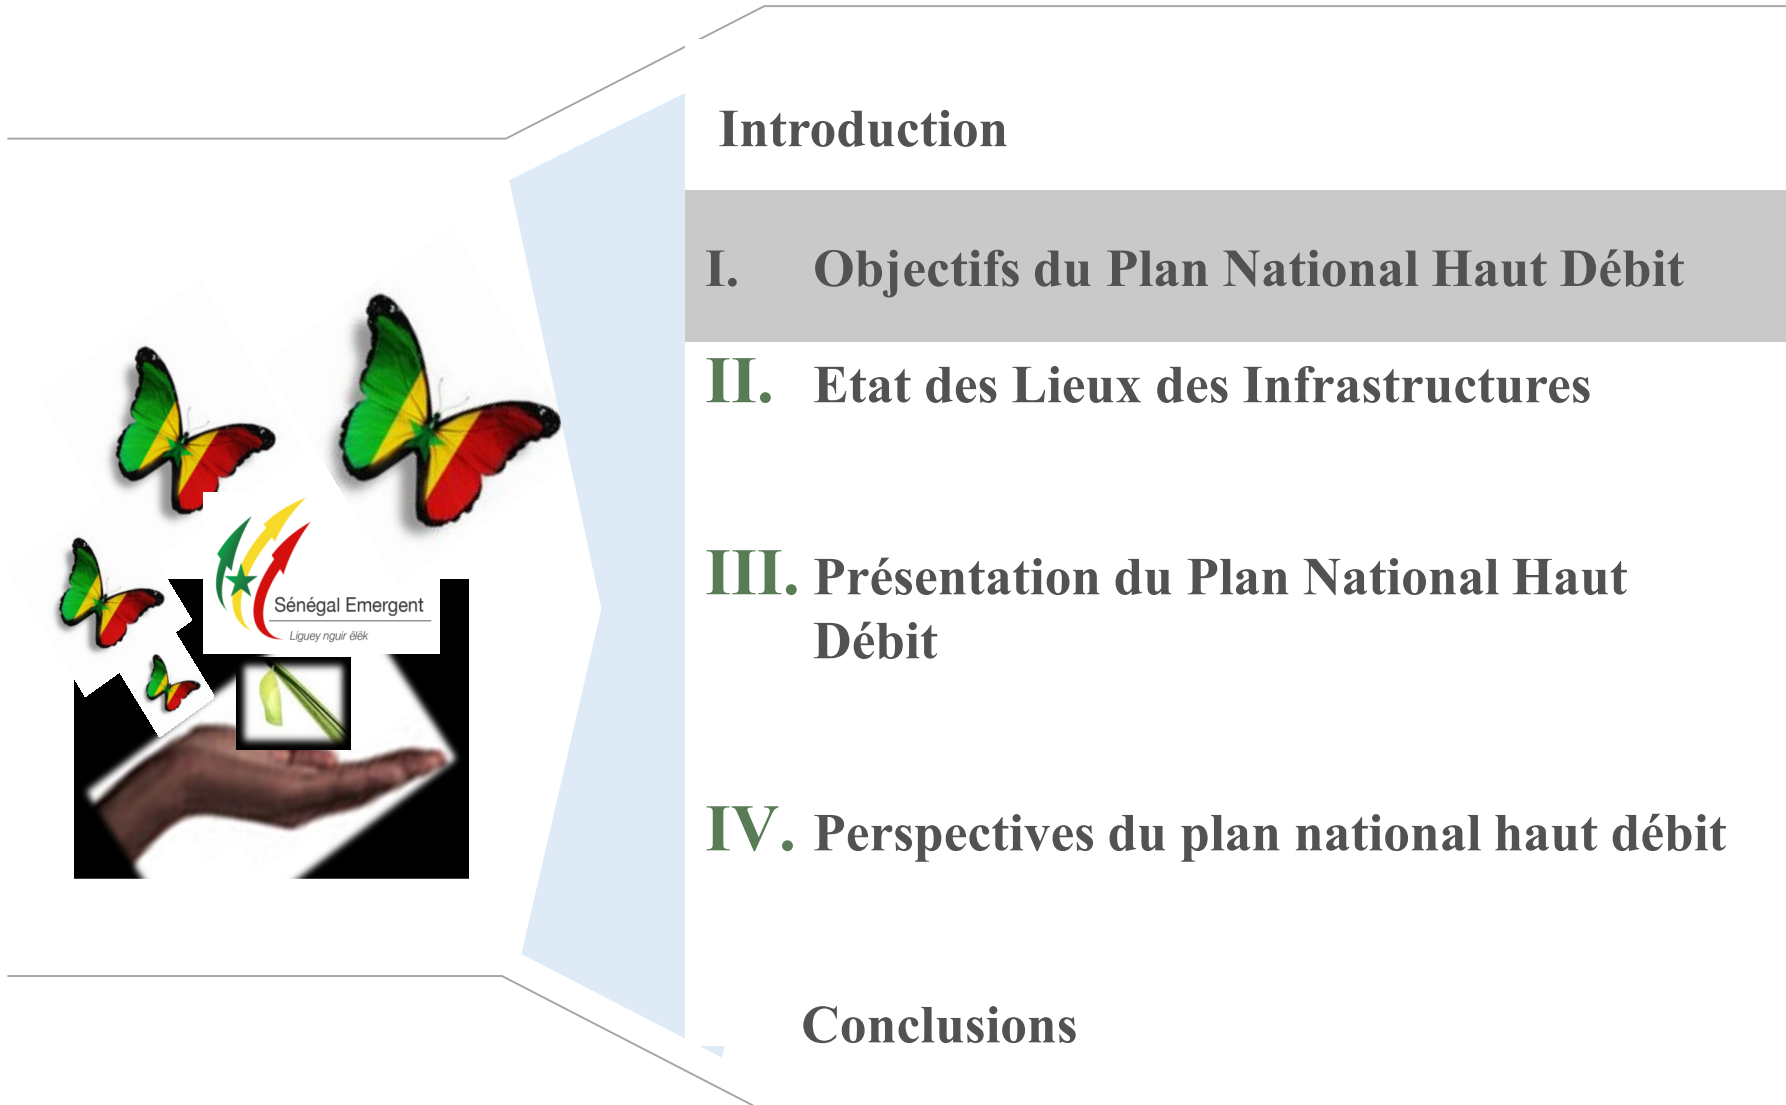 Introduction
I. Objectifs du Plan National Haut Débit
II. Etat des Lieux des Infrastructures
III. Présentation du Plan National Haut
Débit
IV. Perspectives du plan national haut débit
Conclusions
Sénégal Emergent
Liguey nguir ëlëk